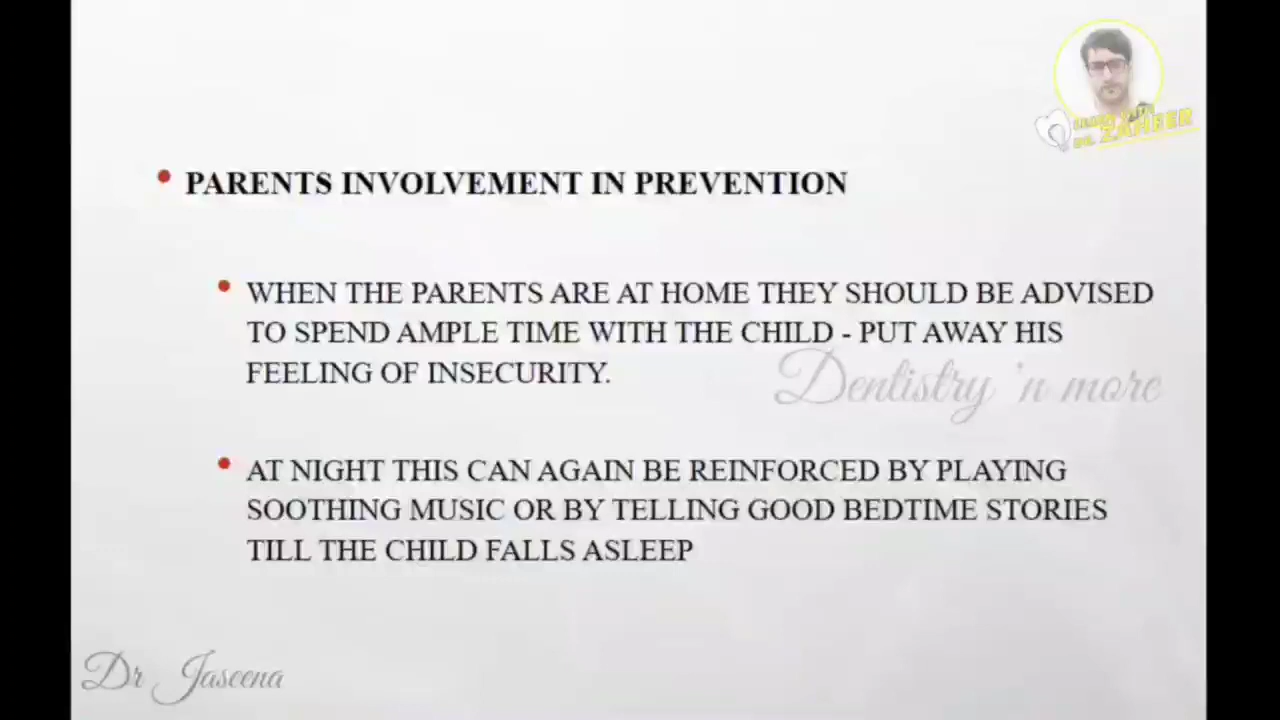 DR. ZAHEER
• PARENTS INVOLVEMENT IN PREVENTION
• WHEN THE PARENTS ARE AT HOME THEY SHOULD BE ADVISED
TO SPEND AMPLE TIME WITH THE CHILD - PUT AWAY HIS
FEELING OF INSECURITY.
Dentistry 'n more
• AT NIGHT THIS CAN AGAIN BE REINFORCED BY PLAYING
SOOTHING MUSIC OR BY TELLING GOOD BEDTIME STORIES
TILL THE CHILD FALLS ASLEEP
Dr Jaseena